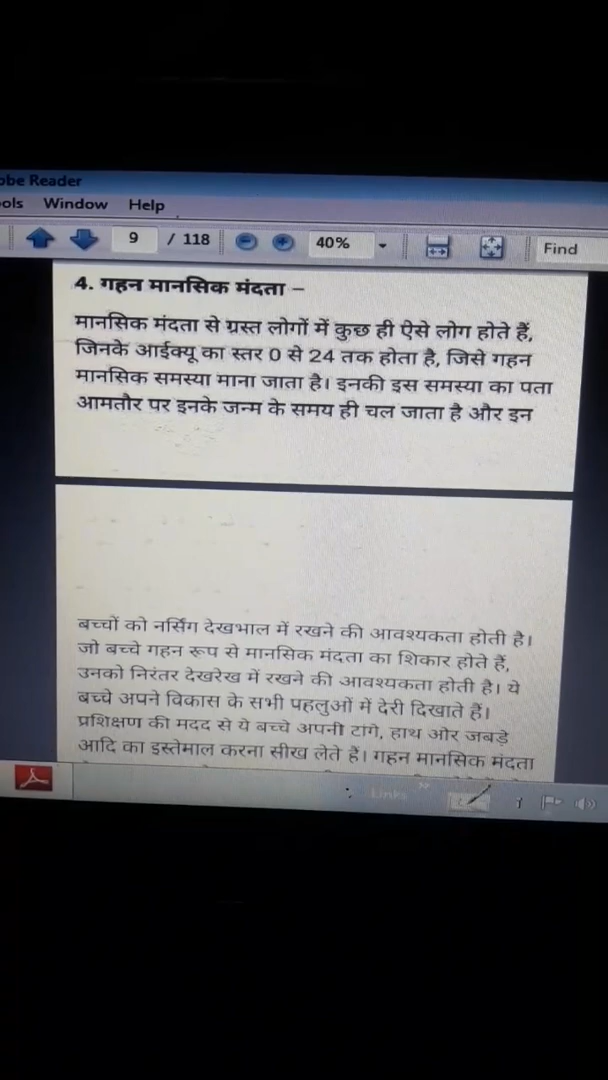 obe Reader
ols Window Help
9 / 118 40% Find
4. गहन मानसिक मंदता –
मानसिक मंदता से ग्रस्त लोगों में कुछ ही ऐसे लोग होते हैं,
जिनके आईक्यू का स्तर 0 से 24 तक होता है, जिसे गहन
मानसिक समस्या माना जाता है। इनकी इस समस्या का पता
आमतौर पर इनके जन्म के समय ही चल जाता है और इन
बच्चों को नर्सिंग देखभाल में रखने की आवश्यकता होती है।
जो बच्चे गहन रूप से मानसिक मंदता का शिकार होते हैं,
उनको निरंतर देखरेख में रखने की आवश्यकता होती है। ये
बच्चे अपने विकास के सभी पहलुओं में देरी दिखाते हैं।
प्रशिक्षण की मदद से ये बच्चे अपनी टांगे, हाथ ओर जबड़े
आदि का इस्तेमाल करना सीख लेते हैं। गहन मानसिक मंदता
Links